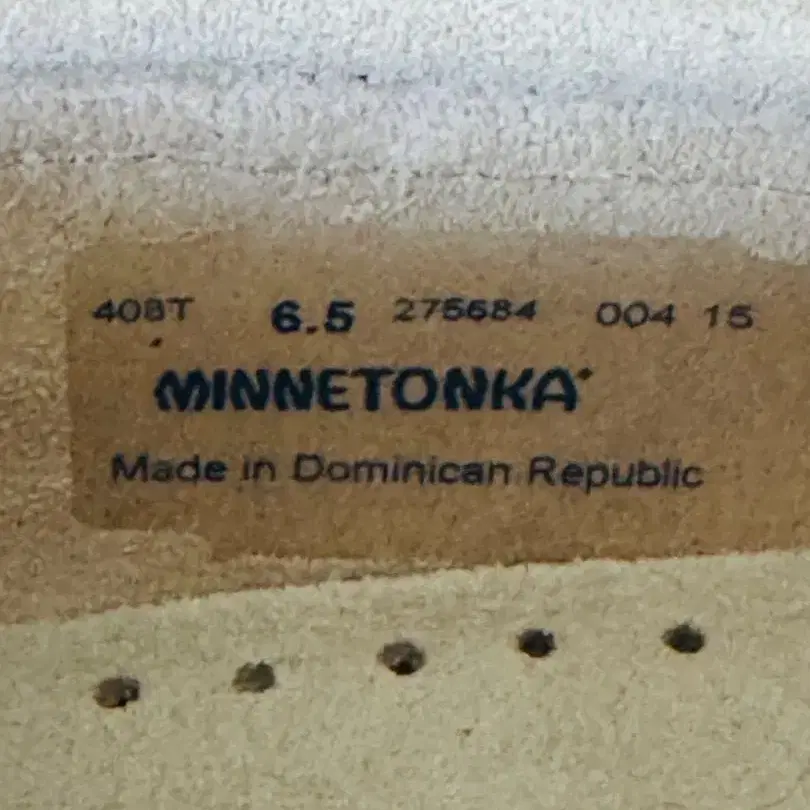 408T 6.5 275684 004 15
MINNETONKA
Made in Dominican Republic